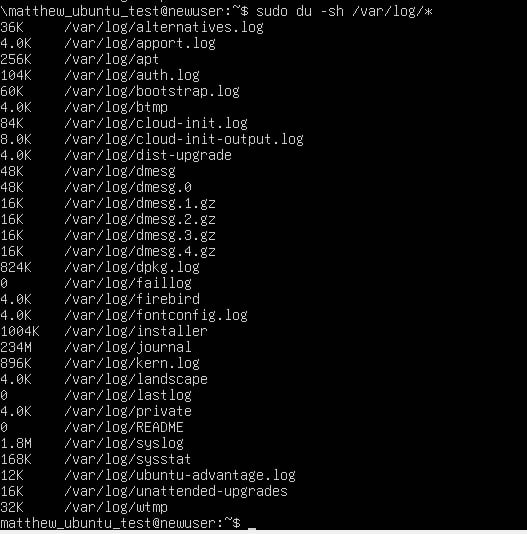 \matthew_ubuntu_test@newuser:~$ sudo du -sh /var/log/*
36K /var/log/alternatives.log
4.0K /var/log/apport.log
256K /var/log/apt
104K /var/log/auth.log
60K /var/log/bootstrap.log
4.0K /var/log/btmp
84K /var/log/cloud-init.log
8.0K /var/log/cloud-init-output.log
4.0K /var/log/dist-upgrade
48K /var/log/dmesg
48K /var/log/dmesg.0
16K /var/log/dmesg.1.gz
16K /var/log/dmesg.2.gz
16K /var/log/dmesg.3.gz
16K /var/log/dmesg.4.gz
824K /var/log/dpkg.log
0 /var/log/faillog
4.0K /var/log/firebird
4.0K /var/log/fontconfig.log
1004K /var/log/installer
234M /var/log/journal
896K /var/log/kern.log
4.0K /var/log/landscape
0 /var/log/lastlog
4.0K /var/log/private
0 /var/log/README
1.8M /var/log/syslog
168K /var/log/sysstat
12K /var/log/ubuntu-advantage.log
16K /var/log/unattended-upgrades
32K /var/log/wtmp
matthew_ubuntu_test@newuser:~$ _